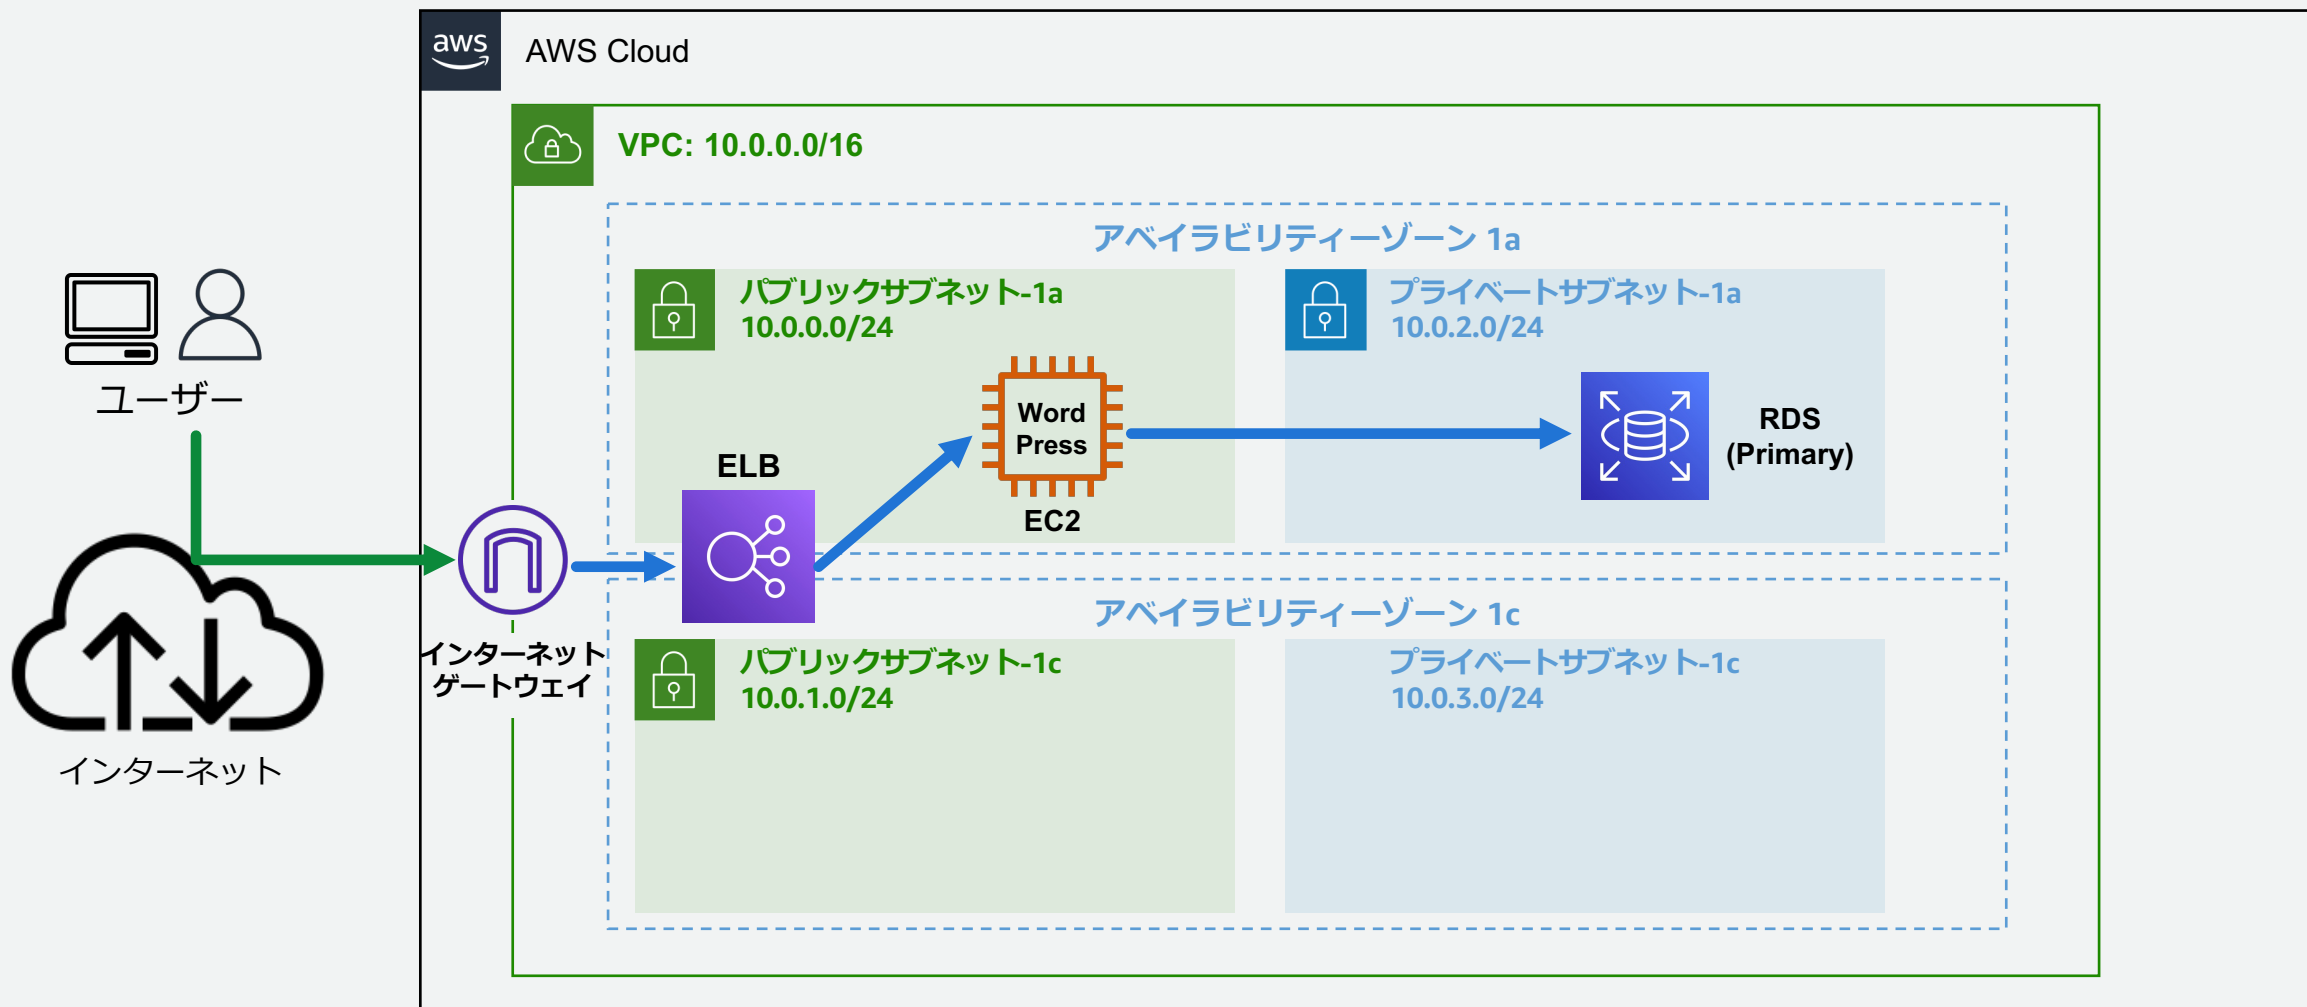 aws
AWS Cloud
VPC: 10.0.0.0/16
アベイラビリティーゾーン 1a
パブリックサブネット-1a
10.0.0.0/24
プライベートサブネット-1a
10.0.2.0/24
ユーザー
Word
Press
EC2
RDS
(Primary)
ELB
インターネット
ゲートウェイ
アベイラビリティーゾーン 1c
パブリックサブネット-1c
10.0.1.0/24
プライベートサブネット-1c
10.0.3.0/24
インターネット